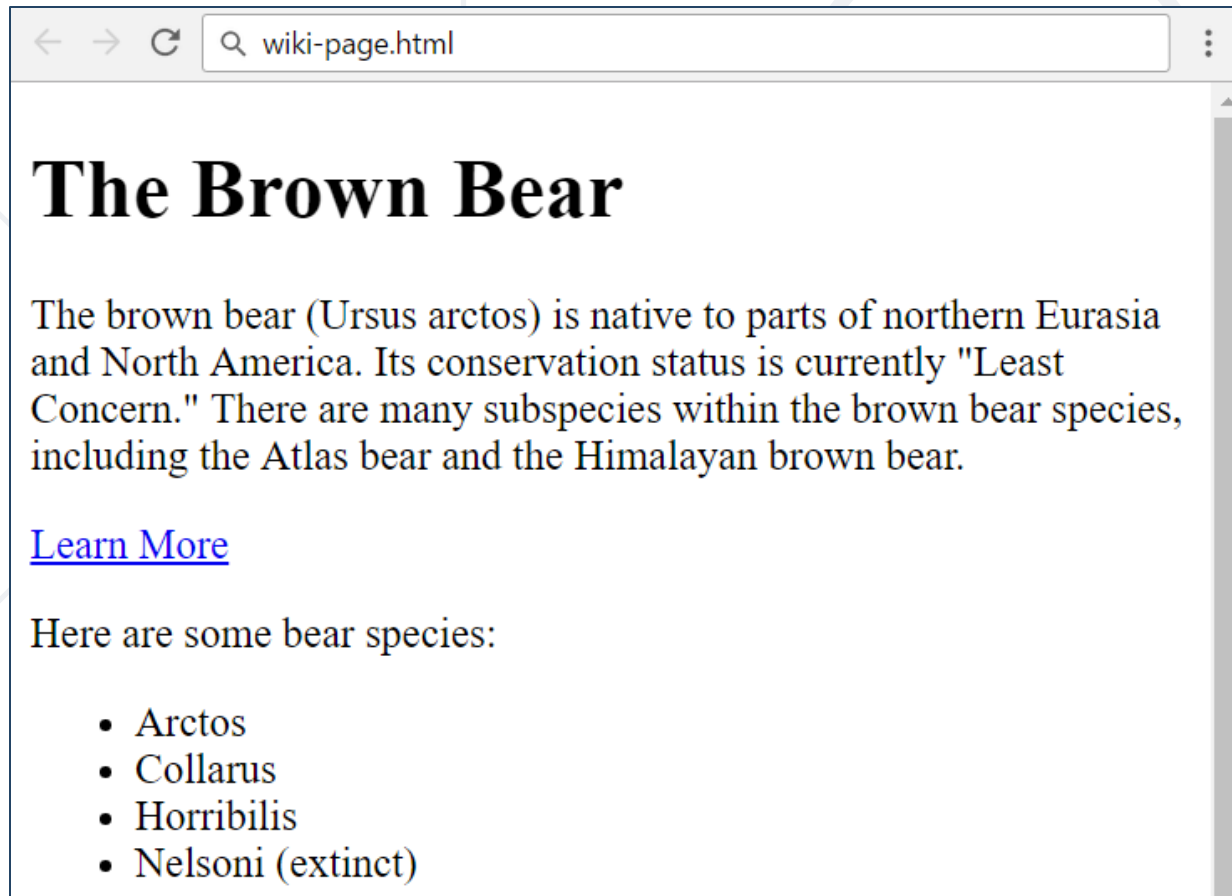 wiki-page.html
The Brown Bear
The brown bear (Ursus arctos) is native to parts of northern Eurasia
and North America. Its conservation status is currently "Least
Concern." There are many subspecies within the brown bear species,
including the Atlas bear and the Himalayan brown bear.
Learn More
Here are some bear species:
• Arctos
• Collarus
• Horribilis
• Nelsoni (extinct)